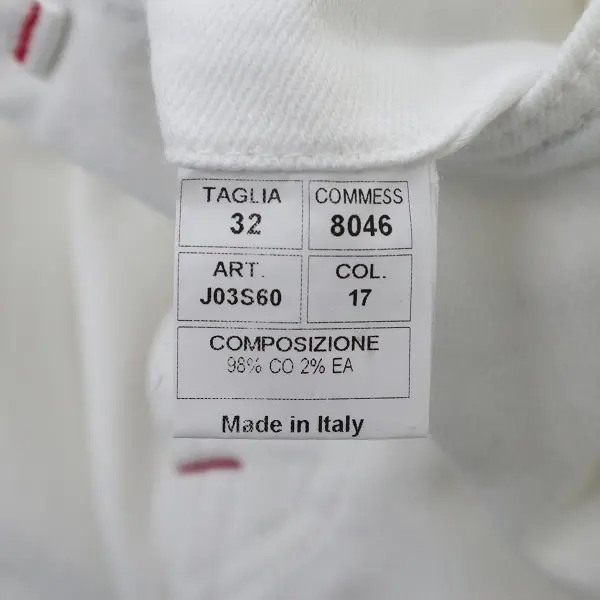 TAGLIA COMMESS
32 8046
ART. COL.
J03S60 17
COMPOSIZIONE
98% CO 2% EA
Made in Italy